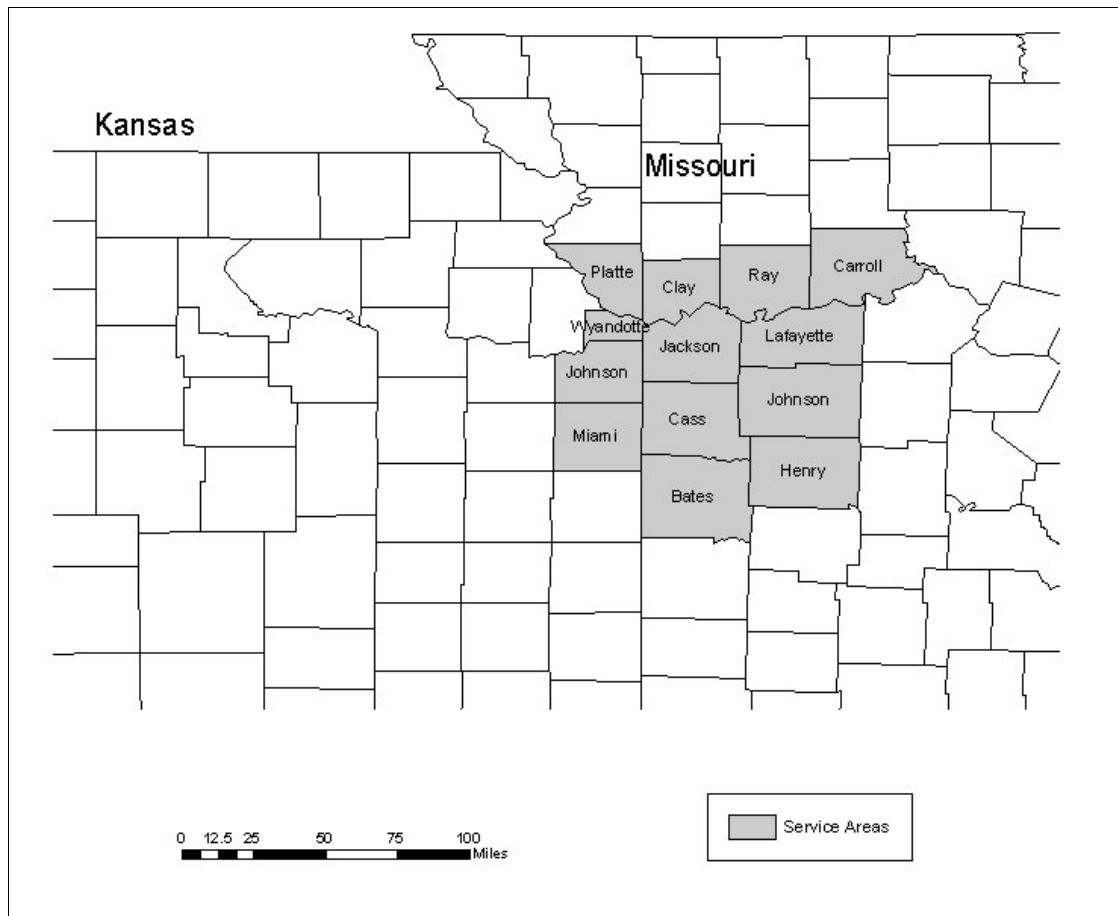 Kansas
Missouri
Platte
Clay
Ray
Carroll
Wyandotte
Jackson
Lafayette
Johnson
Johnson
Cass
Miami
Henry
Bates
0 12.5 25 50 75 100
Miles
Service Areas